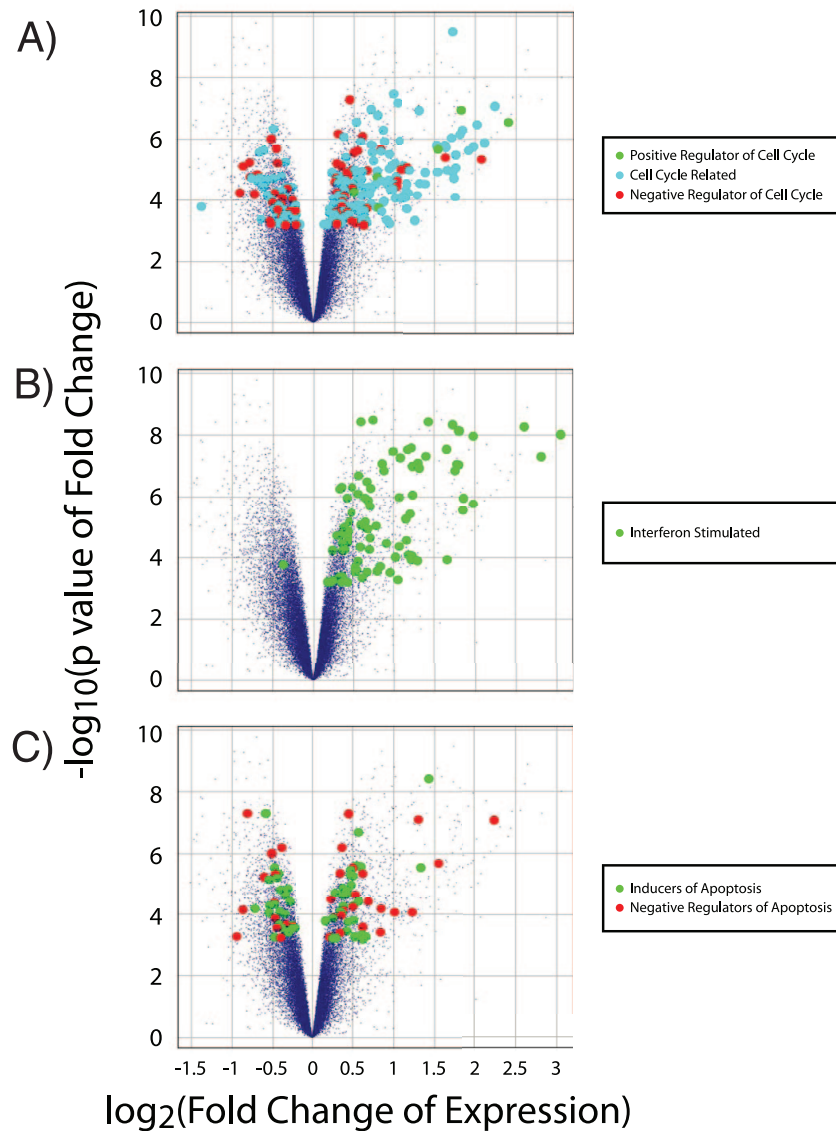 A)
10
8
6
4
2
0
Positive Regulator of Cell Cycle
Cell Cycle Related
Negative Regulator of Cell Cycle
-log10(p value of Fold Change)
B)
10
8
6
4
2
0
Interferon Stimulated
C)
10
8
6
4
2
0
Inducers of Apoptosis
Negative Regulators of Apoptosis
-1.5 -1 -0.5 0 0.5 1 1.5 2 2.5 3
log2(Fold Change of Expression)